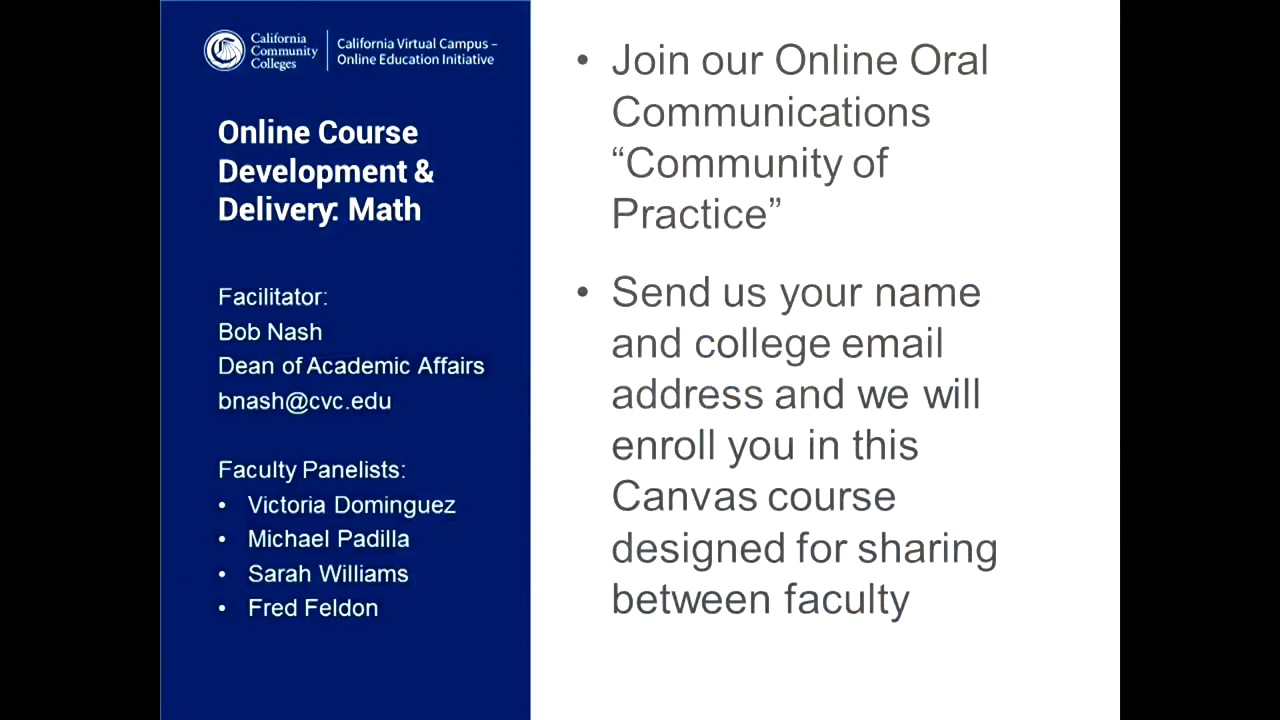 California
Community
Colleges
California Virtual Campus –
Online Education Initiative
Online Course
Development &
Delivery: Math
Facilitator:
Bob Nash
Dean of Academic Affairs
bnash@cvc.edu
Faculty Panelists:
• Victoria Dominguez
• Michael Padilla
• Sarah Williams
• Fred Feldon
• Join our Online Oral
Communications
“Community of
Practice”
• Send us your name
and college email
address and we will
enroll you in this
Canvas course
designed for sharing
between faculty